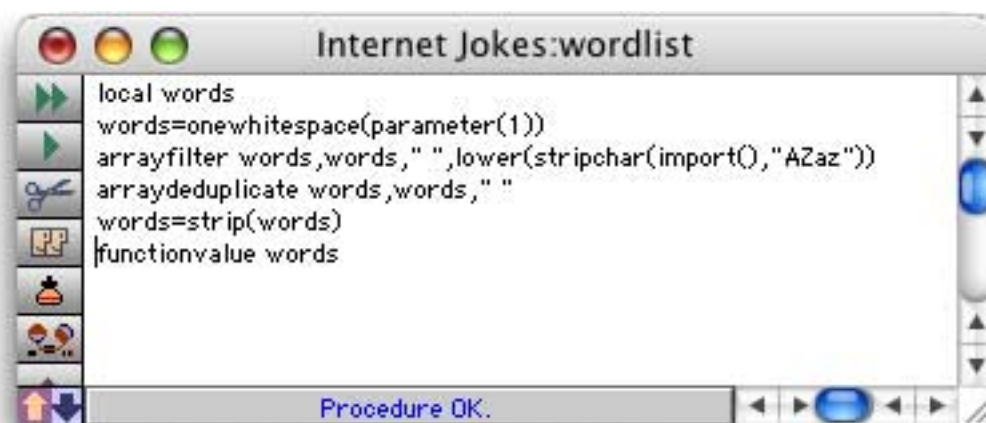 Internet Jokes:wordlist
local words
words=onewhitespace(parameter(1))
arrayfilter words,words," ",lower(stripchar(import(),"AZaz"))
arraydeduplicate words,words," "
words=strip(words)
functionvalue words
Procedure OK.